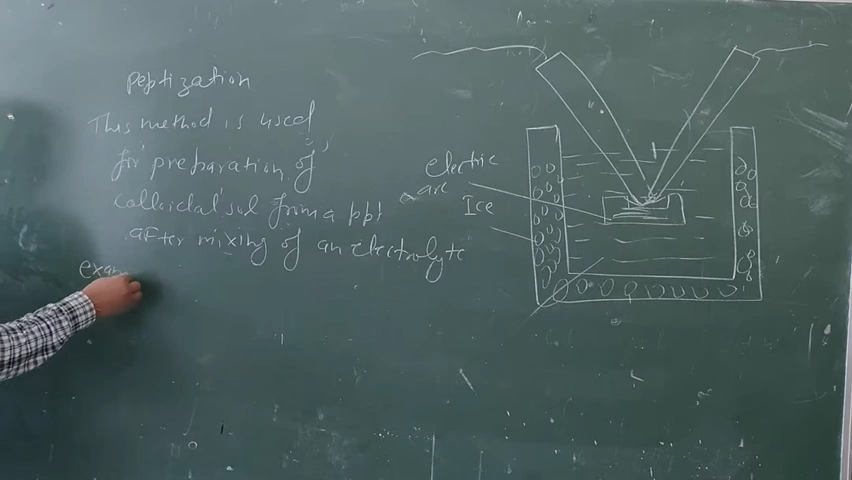 peptization
This method is used
for preparation of
colloidal sol from a ppt
after mixing of an electrolyte
exam
electric
arc
Ice